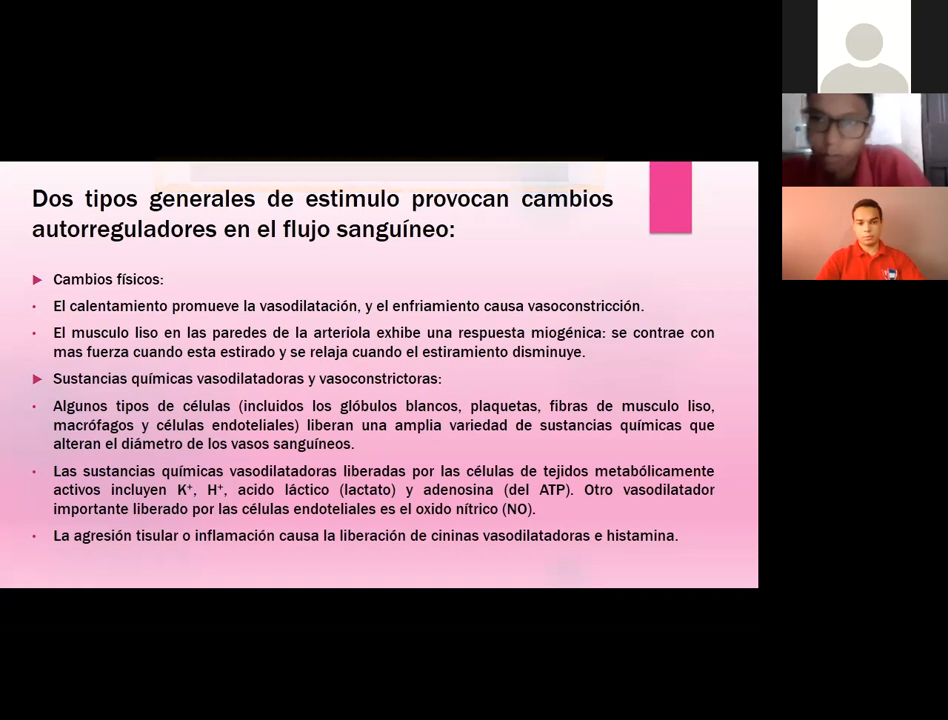 Dos tipos generales de estimulo provocan cambios
autorreguladores en el flujo sanguíneo:
Cambios físicos:
El calentamiento promueve la vasodilatación, y el enfriamiento causa vasoconstricción.
El musculo liso en las paredes de la arteriola exhibe una respuesta miogénica: se contrae con
mas fuerza cuando esta estirado y se relaja cuando el estiramiento disminuye.
Sustancias químicas vasodilatadoras y vasoconstrictoras:
Algunos tipos de células (incluidos los glóbulos blancos, plaquetas, fibras de musculo liso,
macrófagos y células endoteliales) liberan una amplia variedad de sustancias químicas que
alteran el diámetro de los vasos sanguíneos.
Las sustancias químicas vasodilatadoras liberadas por las células de tejidos metabólicamente
activos incluyen K⁺, H⁺, acido láctico (lactato) y adenosina (del ATP). Otro vasodilatador
importante liberado por las células endoteliales es el oxido nítrico (NO).
La agresión tisular o inflamación causa la liberación de cininas vasodilatadoras e histamina.